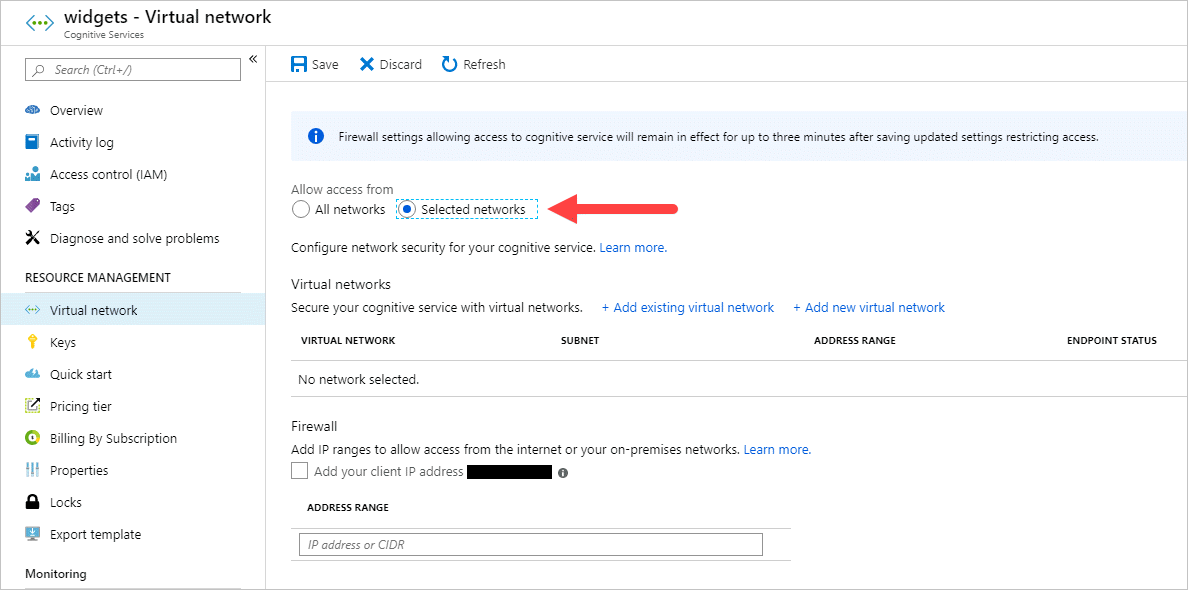 widgets - Virtual network
Cognitive Services
Search (Ctrl+/)
«
Overview
Activity log
Access control (IAM)
Tags
Diagnose and solve problems
RESOURCE MANAGEMENT
Virtual network
Keys
Quick start
Pricing tier
Billing By Subscription
Properties
Locks
Export template
Monitoring
Save Discard Refresh
Firewall settings allowing access to cognitive service will remain in effect for up to three minutes after saving updated settings restricting access.
Allow access from
All networks Selected networks
Configure network security for your cognitive service. Learn more.
Virtual networks
Secure your cognitive service with virtual networks. + Add existing virtual network + Add new virtual network
VIRTUAL NETWORK SUBNET ADDRESS RANGE ENDPOINT STATUS
No network selected.
Firewall
Add IP ranges to allow access from the internet or your on-premises networks. Learn more.
Add your client IP address
ADDRESS RANGE
IP address or CIDR